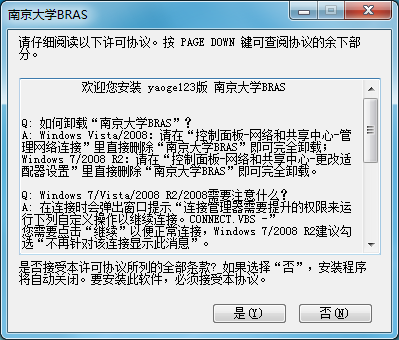 南京大学BRAS
请仔细阅读以下许可协议。按 PAGE DOWN 键可查阅协议的余下部
分。
欢迎您安装 yaoge123版 南京大学BRAS
Q: 如何卸载“南京大学BRAS”？
A: Windows Vista/2008: 请在“控制面板-网络和共享中心-管
理网络连接”里直接删除“南京大学BRAS”即可完全卸载；
Windows 7/2008 R2: 请在“控制面板-网络和共享中心-更改适
配器设置”里直接删除“南京大学BRAS”即可完全卸载。
Q: Windows 7/Vista/2008 R2/2008需要注意什么？
A: 在连接时会弹出窗口提示“连接管理器需要提升的权限来运
行下列自定义操作以继续连接。CONNECT.VBS -”
您需要点击“继续”以便正常连接，Windows 7/2008 R2建议勾
选“不再针对该连接显示此消息”。
是否接受本许可协议所列的全部条款? 如果选择“否”，安装程序
将自动关闭。要安装此软件，必须接受本协议。
是(Y)
否(N)